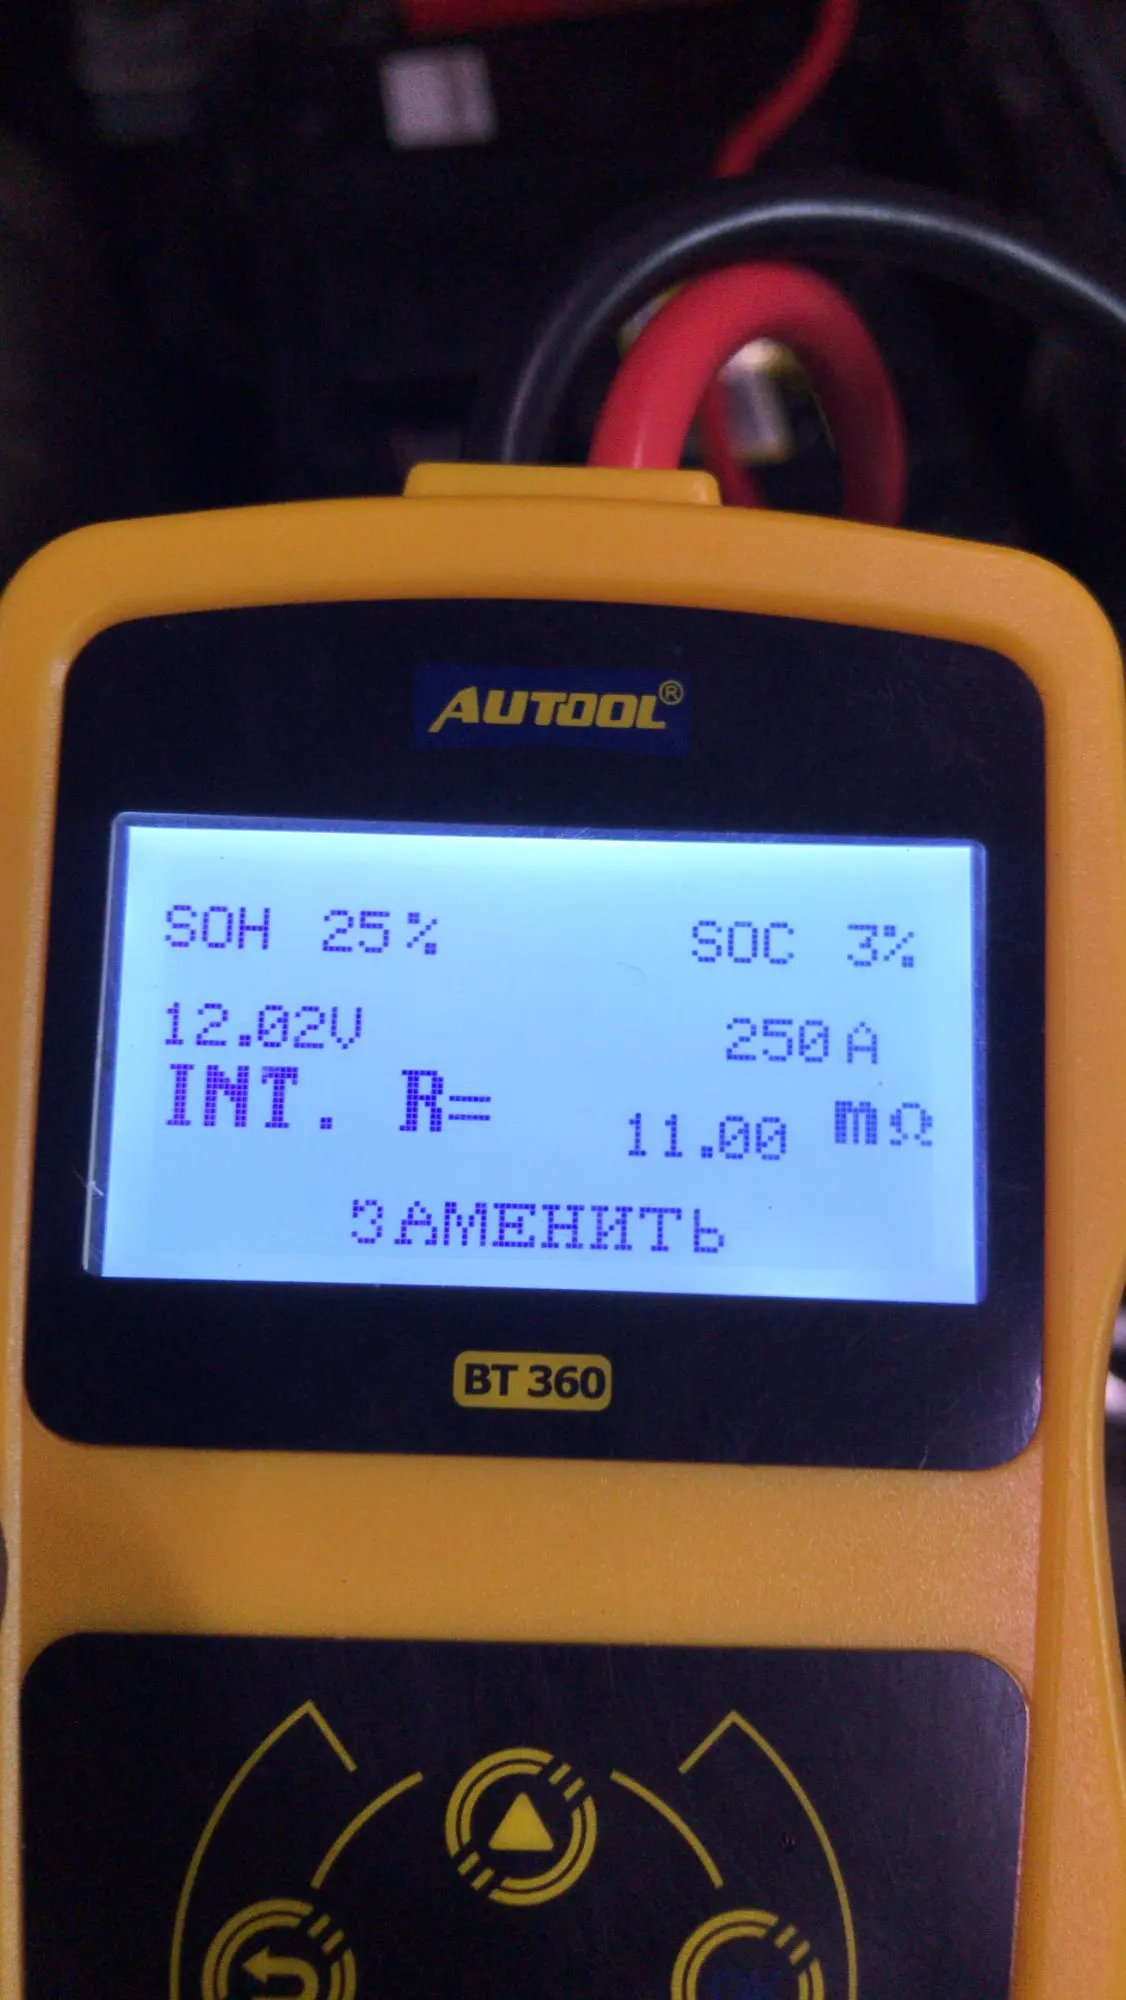 AUTOOL®
SOH 25% SOC 3%
12.02V 250A
INT. R= 11.00 mΩ
ЗАМЕНИТЬ
BT 360